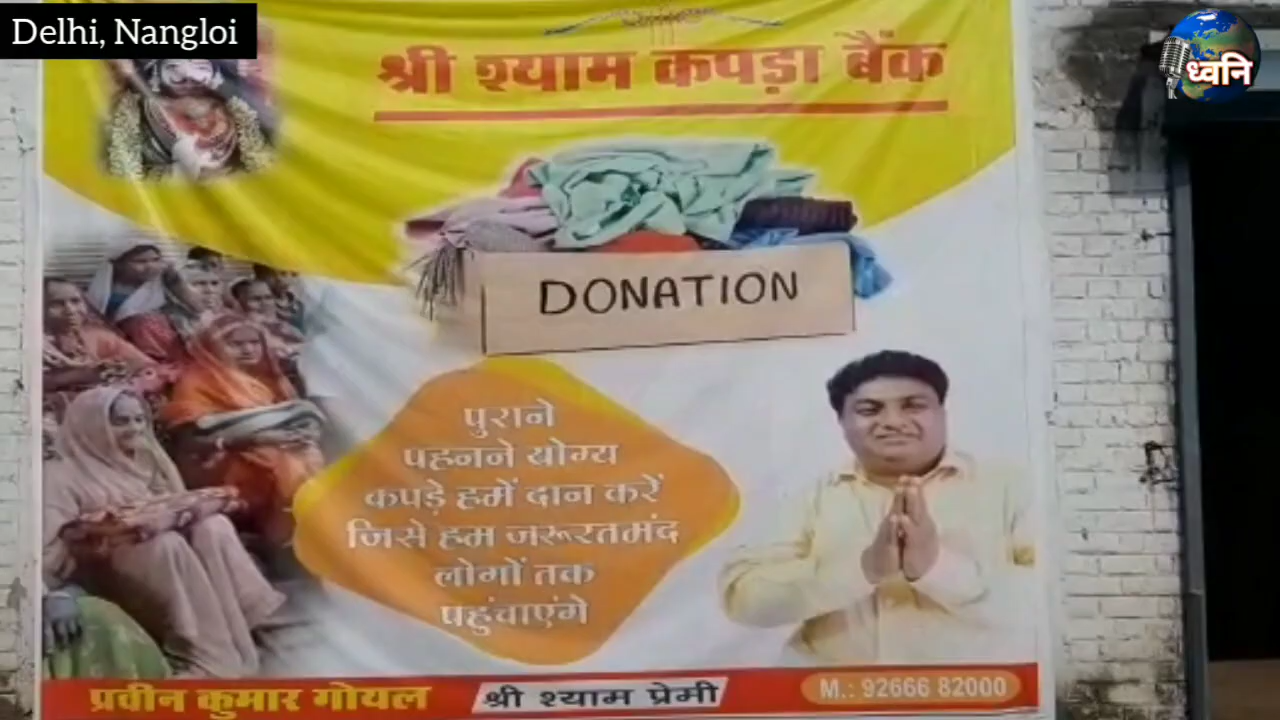 Delhi, Nangloi
ध्वनि
श्री श्याम कपड़ा बैंक
DONATION
पुराने
पहनने योग्य
कपड़े हमें दान करें
जिसे हम जरूरतमंद
लोगों तक
पहुंचाएंगे
प्रवीन कुमार गोयल श्री श्याम प्रेमी M.: 92666 82000